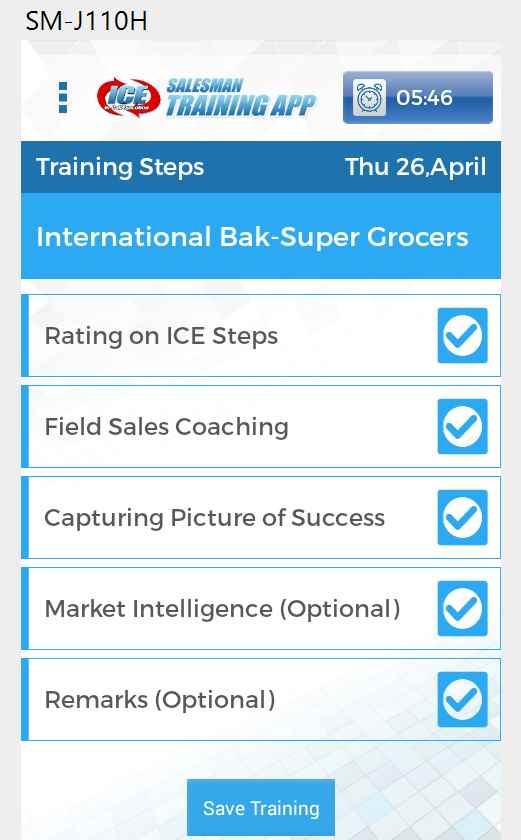 SM-J110H
ICE
SALESMAN
TRAINING APP
05:46
Training Steps
Thu 26,April
International Bak-Super Grocers
Rating on ICE Steps
Field Sales Coaching
Capturing Picture of Success
Market Intelligence (Optional)
Remarks (Optional)
Save Training